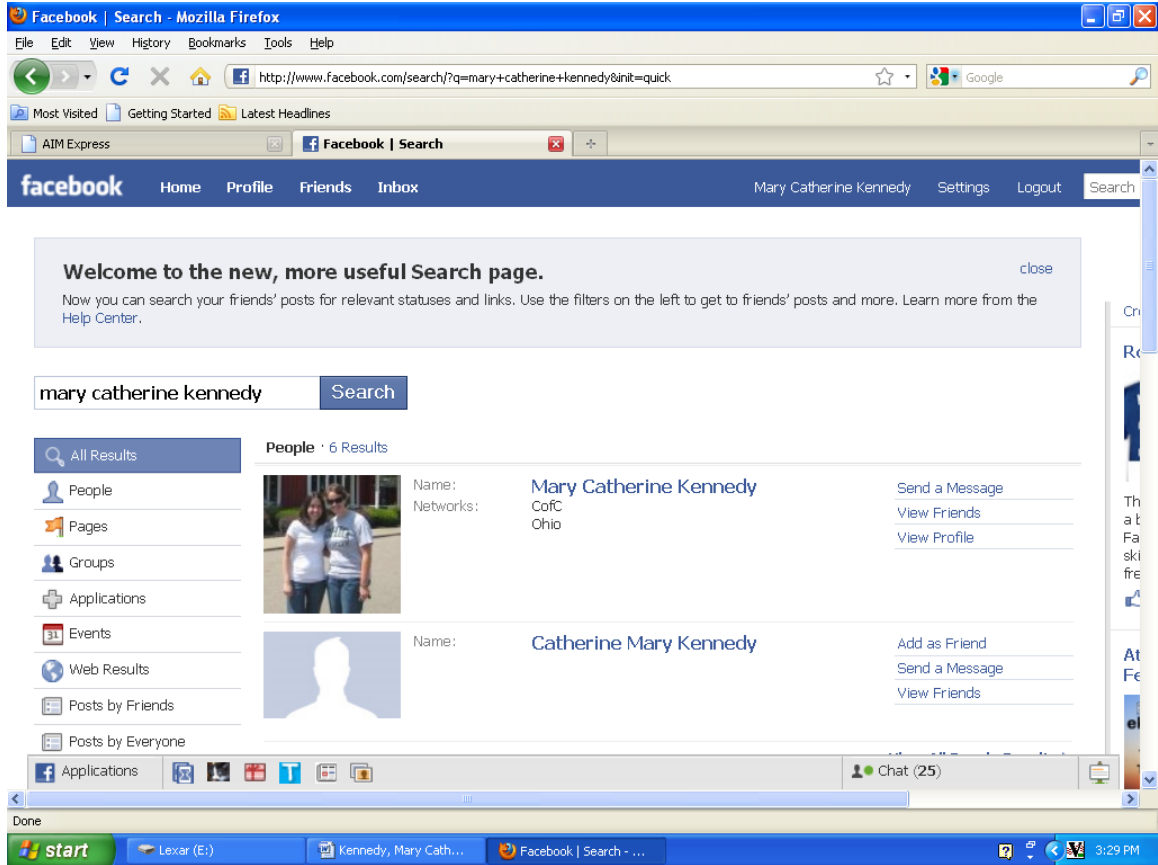 Facebook | Search - Mozilla Firefox
File Edit View History Bookmarks Tools Help
http://www.facebook.com/search/?q=mary+catherine+kennedy&init=quick
Google
Most Visited Getting Started Latest Headlines
AIM Express Facebook | Search
facebook Home Profile Friends Inbox Mary Catherine Kennedy Settings Logout Search
Welcome to the new, more useful Search page. close
Now you can search your friends' posts for relevant statuses and links. Use the filters on the left to get to friends' posts and more. Learn more from the
Help Center.
mary catherine kennedy Search
All Results
People
Pages
Groups
Applications
31 Events
Web Results
Posts by Friends
Posts by Everyone
People · 6 Results
Name: Mary Catherine Kennedy
Networks: CofC
Ohio
Send a Message
View Friends
View Profile
Name: Catherine Mary Kennedy
Add as Friend
Send a Message
View Friends
Applications Chat (25)
Done
start Lexar (E:) Kennedy, Mary Cath... Facebook | Search - ... 3:29 PM